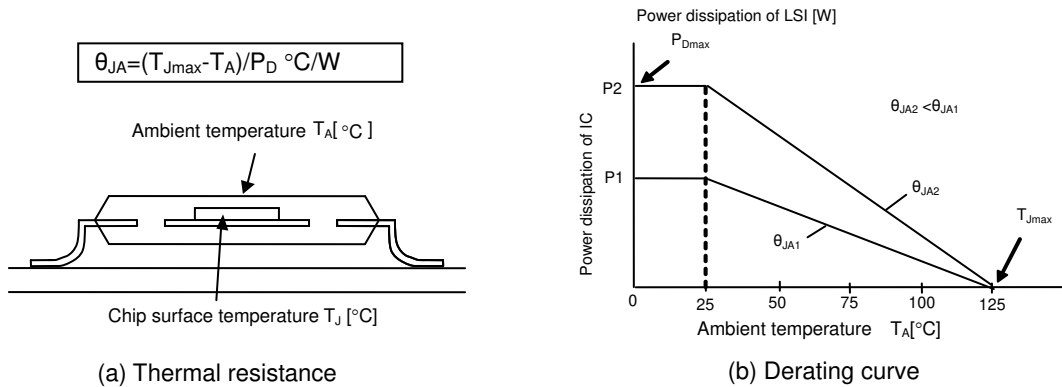 θJA=(TJmax-TA)/PD °C/W
Ambient temperature TA[ °C ]
Chip surface temperature TJ [°C]
(a) Thermal resistance
Power dissipation of LSI [W]
PDmax
P2
θJA2 <θJA1
Power dissipation of IC
P1
θJA2
TJmax
θJA1
0 25 50 75 100 125
Ambient temperature TA[°C]
(b) Derating curve